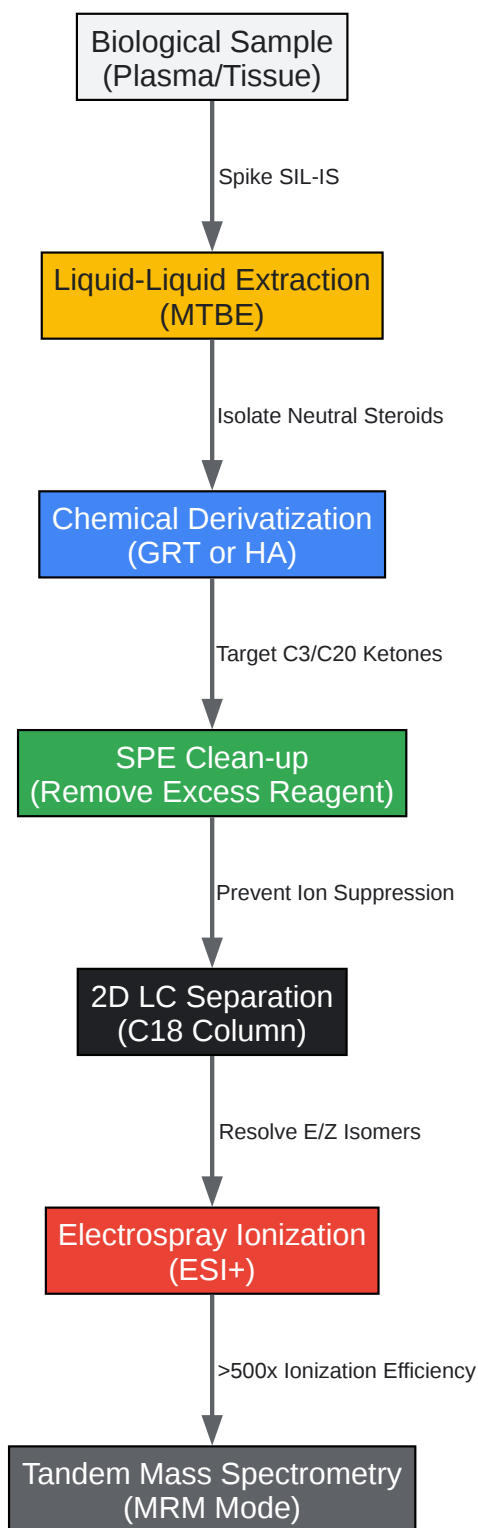 Biological Sample
(Plasma/Tissue)
Spike SIL-IS
Liquid-Liquid Extraction
(MTBE)
Isolate Neutral Steroids
Chemical Derivatization
(GRT or HA)
Target C3/C20 Ketones
SPE Clean-up
(Remove Excess Reagent)
Prevent Ion Suppression
2D LC Separation
(C18 Column)
Resolve E/Z Isomers
Electrospray Ionization
(ESI+)
>500x Ionization Efficiency
Tandem Mass Spectrometry
(MRM Mode)